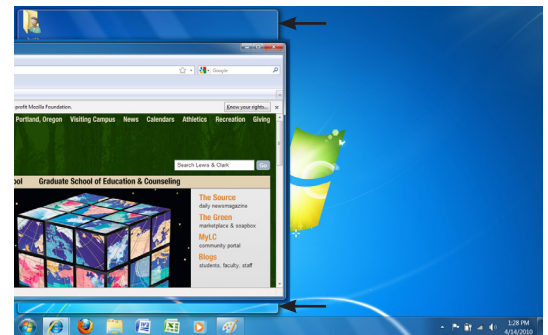 Google
profit Mozilla Foundation.
Know your rights...
Portland, Oregon Visiting Campus News Calendars Athletics Recreation Giving
Search Lewis & Clark
Go
ool Graduate School of Education & Counseling
The Source
daily newsmagazine
The Green
marketplace & soapbox
MyLC
community portal
Blogs
students, faculty, staff
1:28 PM
4/14/2010